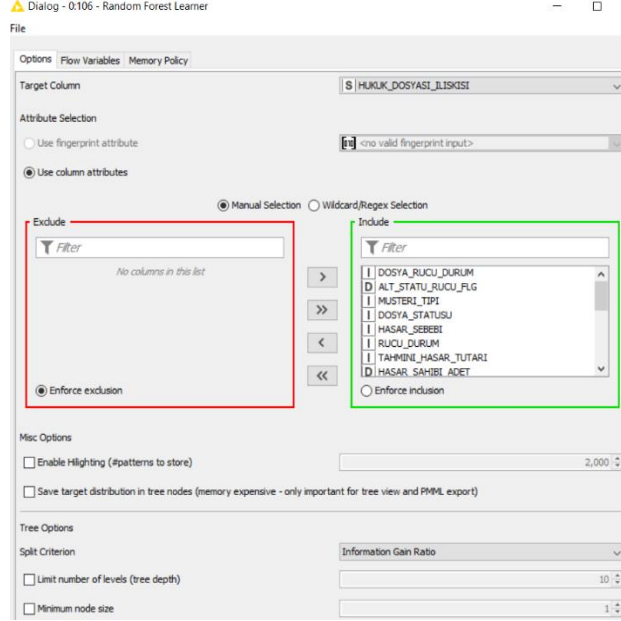 Dialog - 0:106 - Random Forest Learner
File
Options Flow Variables Memory Policy
Target Column S HUKUK_DOSYASI_ILISKISI
Attribute Selection
Use fingerprint attribute <no valid fingerprint input>
Use column attributes
Manual Selection Wildcard/Regex Selection
Exclude Include
Filter Filter
No columns in this list
I DOSYA_RUCU_DURUM
D ALT_STATU_RUCU_FLG
I MUSTERI_TIPI
I DOSYA_STATUSU
I HASAR_SEBEBI
I RUCU_DURUM
I TAHMINI_HASAR_TUTARI
D HASAR_SAHIBI_ADET
> >> < <<
Enforce exclusion Enforce inclusion
Misc Options
Enable Hilighting (#patterns to store) 2,000
Save target distribution in tree nodes (memory expensive - only important for tree view and PMML export)
Tree Options
Split Criterion Information Gain Ratio
Limit number of levels (tree depth) 10
Minimum node size 1